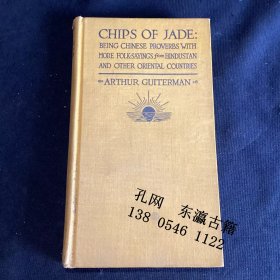 CHIPS OF JADE:
BEING CHINESE PROVERBS WITH
MORE FOLK-SAYINGS from HINDUSTAN
AND OTHER ORIENTAL COUNTRIES
ARTHUR GUITERMAN
孔网 东瀛古籍
138 0546 1122